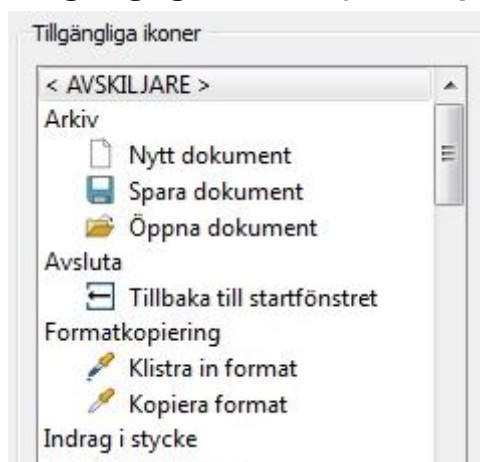 Tillgängliga ikoner
< AVSKILJARE >
Arkiv
Nytt dokument
Spara dokument
Öppna dokument
Avsluta
Tillbaka till startfönstret
Formatkopiering
Klistra in format
Kopiera format
Indrag i stycke